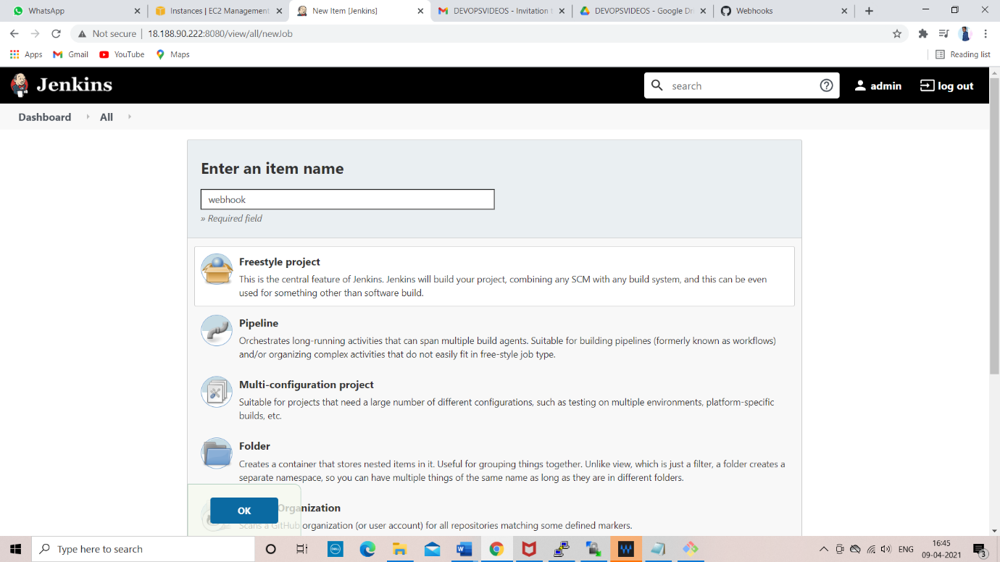 WhatsApp
Instances | EC2 Management
New Item [Jenkins]
DEVOPSVIDEOS - Invitation t
DEVOPSVIDEOS - Google Dri
Webhooks
Not secure
18.188.90.222:8080/view/all/newJob
Apps
Gmail
YouTube
Maps
Reading list
Jenkins
search
admin
log out
Dashboard
All
Enter an item name
webhook
» Required field
Freestyle project
This is the central feature of Jenkins. Jenkins will build your project, combining any SCM with any build system, and this can be even
used for something other than software build.
Pipeline
Orchestrates long-running activities that can span multiple build agents. Suitable for building pipelines (formerly known as workflows)
and/or organizing complex activities that do not easily fit in free-style job type.
Multi-configuration project
Suitable for projects that need a large number of different configurations, such as testing on multiple environments, platform-specific
builds, etc.
Folder
Creates a container that stores nested items in it. Useful for grouping things together. Unlike view, which is just a filter, a folder creates a
separate namespace, so you can have multiple things of the same name as long as they are in different folders.
OK
Organization
Scans a GitHub organization (or user account) for all repositories matching some defined markers.
Type here to search
DELL
W
ENG
16:45
09-04-2021
3